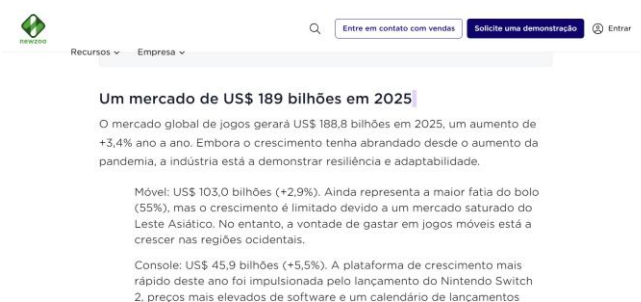 newzoo
Entre em contato com vendas
Solicite uma demonstração
Entrar
Recursos
Empresa
Um mercado de US$ 189 bilhões em 2025
O mercado global de jogos gerará US$ 188,8 bilhões em 2025, um aumento de
+3,4% ano a ano. Embora o crescimento tenha abrandado desde o aumento da
pandemia, a indústria está a demonstrar resiliência e adaptabilidade.
Móvel: US$ 103,0 bilhões (+2,9%). Ainda representa a maior fatia do bolo
(55%), mas o crescimento é limitado devido a um mercado saturado do
Leste Asiático. No entanto, a vontade de gastar em jogos móveis está a
crescer nas regiões ocidentais.
Console: US$ 45,9 bilhões (+5,5%). A plataforma de crescimento mais
rápido deste ano foi impulsionada pelo lançamento do Nintendo Switch
2, preços mais elevados de software e um calendário de lançamentos